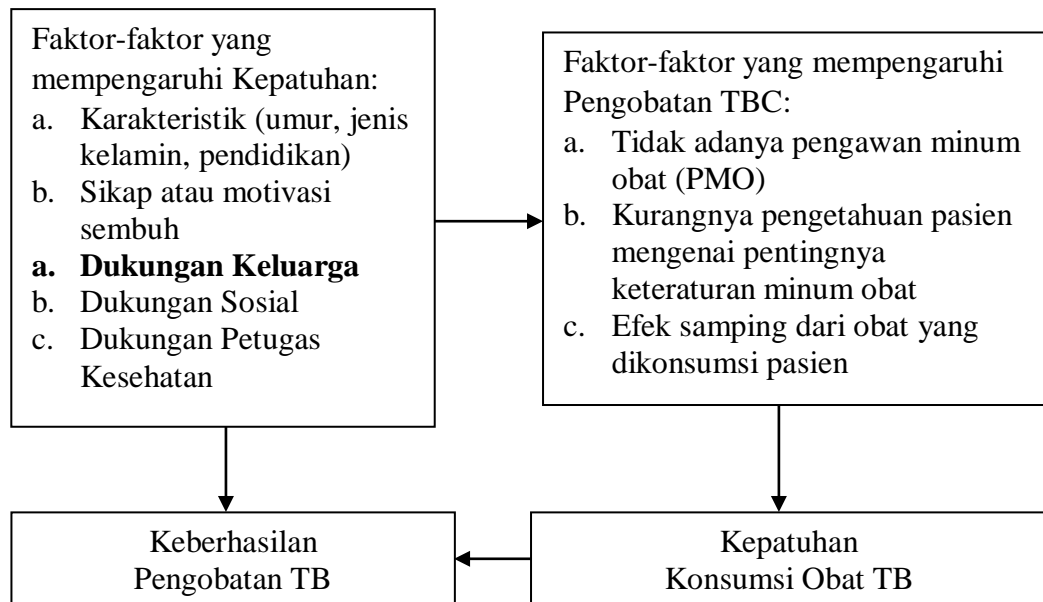 Faktor-faktor yang
mempengaruhi Kepatuhan:
a. Karakteristik (umur, jenis
kelamin, pendidikan)
b. Sikap atau motivasi
sembuh
a. Dukungan Keluarga
b. Dukungan Sosial
c. Dukungan Petugas
Kesehatan
Faktor-faktor yang mempengaruhi
Pengobatan TBC:
a. Tidak adanya pengawan minum
obat (PMO)
b. Kurangnya pengetahuan pasien
mengenai pentingnya
keteraturan minum obat
c. Efek samping dari obat yang
dikonsumsi pasien
Keberhasilan
Pengobatan TB
Kepatuhan
Konsumsi Obat TB